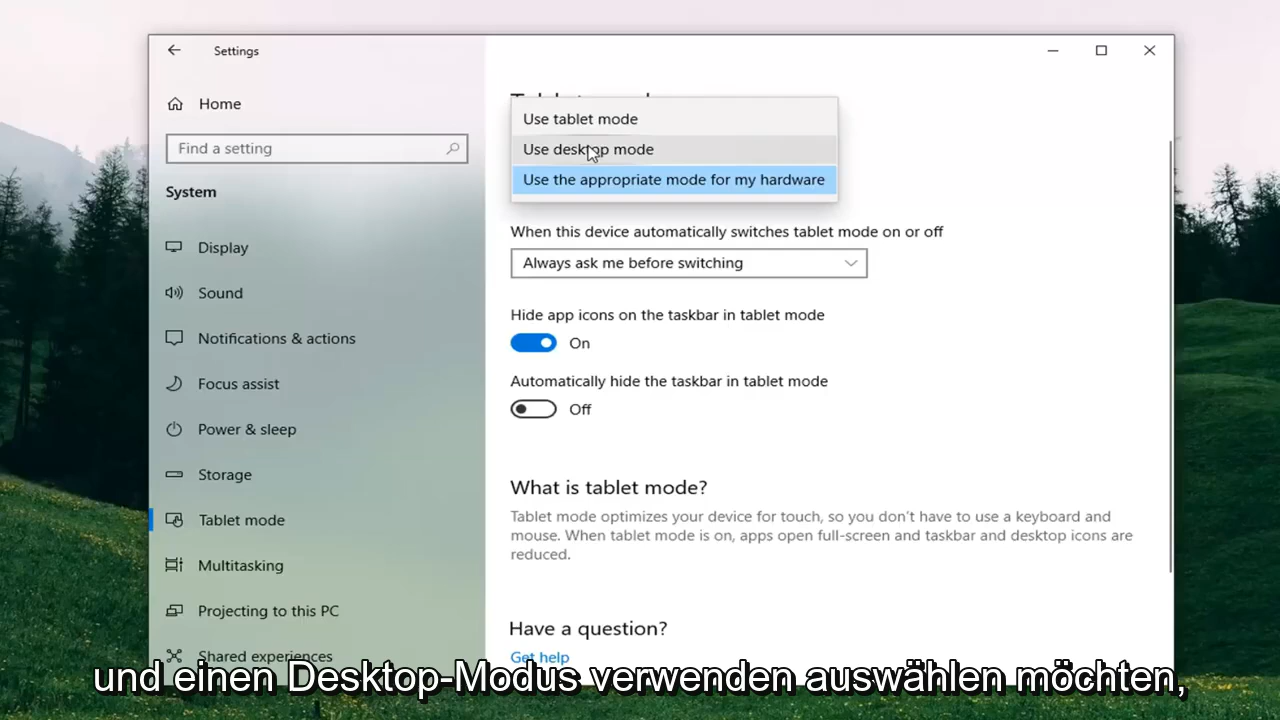 Settings
Home
Find a setting
System
Display
Sound
Notifications & actions
Focus assist
Power & sleep
Storage
Tablet mode
Multitasking
Projecting to this PC
Shared experiences
Use tablet mode
Use desktop mode
Use the appropriate mode for my hardware
When this device automatically switches tablet mode on or off
Always ask me before switching
Hide app icons on the taskbar in tablet mode
On
Automatically hide the taskbar in tablet mode
Off
What is tablet mode?
Tablet mode optimizes your device for touch, so you don't have to use a keyboard and
mouse. When tablet mode is on, apps open full-screen and taskbar and desktop icons are
reduced.
Have a question?
Get help
und einen Desktop-Modus verwenden auswählen möchten,